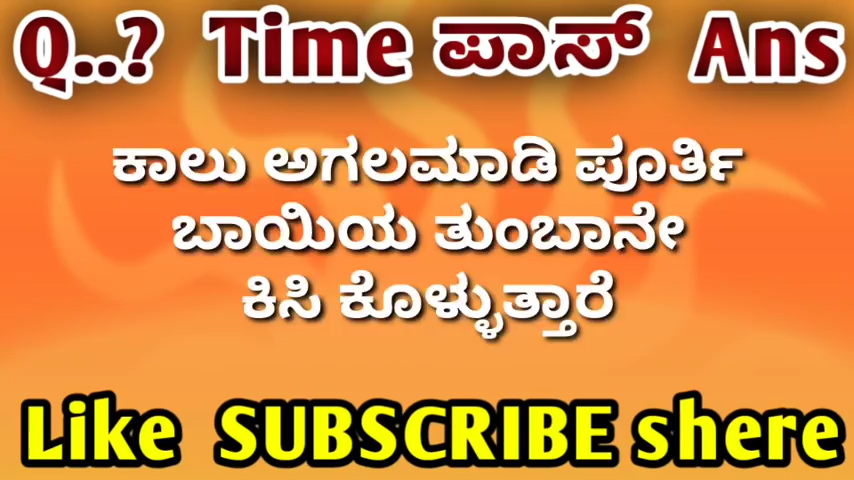 Q..? Time ಪಾಸ್ Ans
ಕಾಲು ಅಗಲಮಾಡಿ ಪೂರ್ತಿ
ಬಾಯಿಯ ತುಂಬಾನೇ
ಕಿಸಿ ಕೊಳ್ಳುತ್ತಾರೆ
Like SUBSCRIBE shere